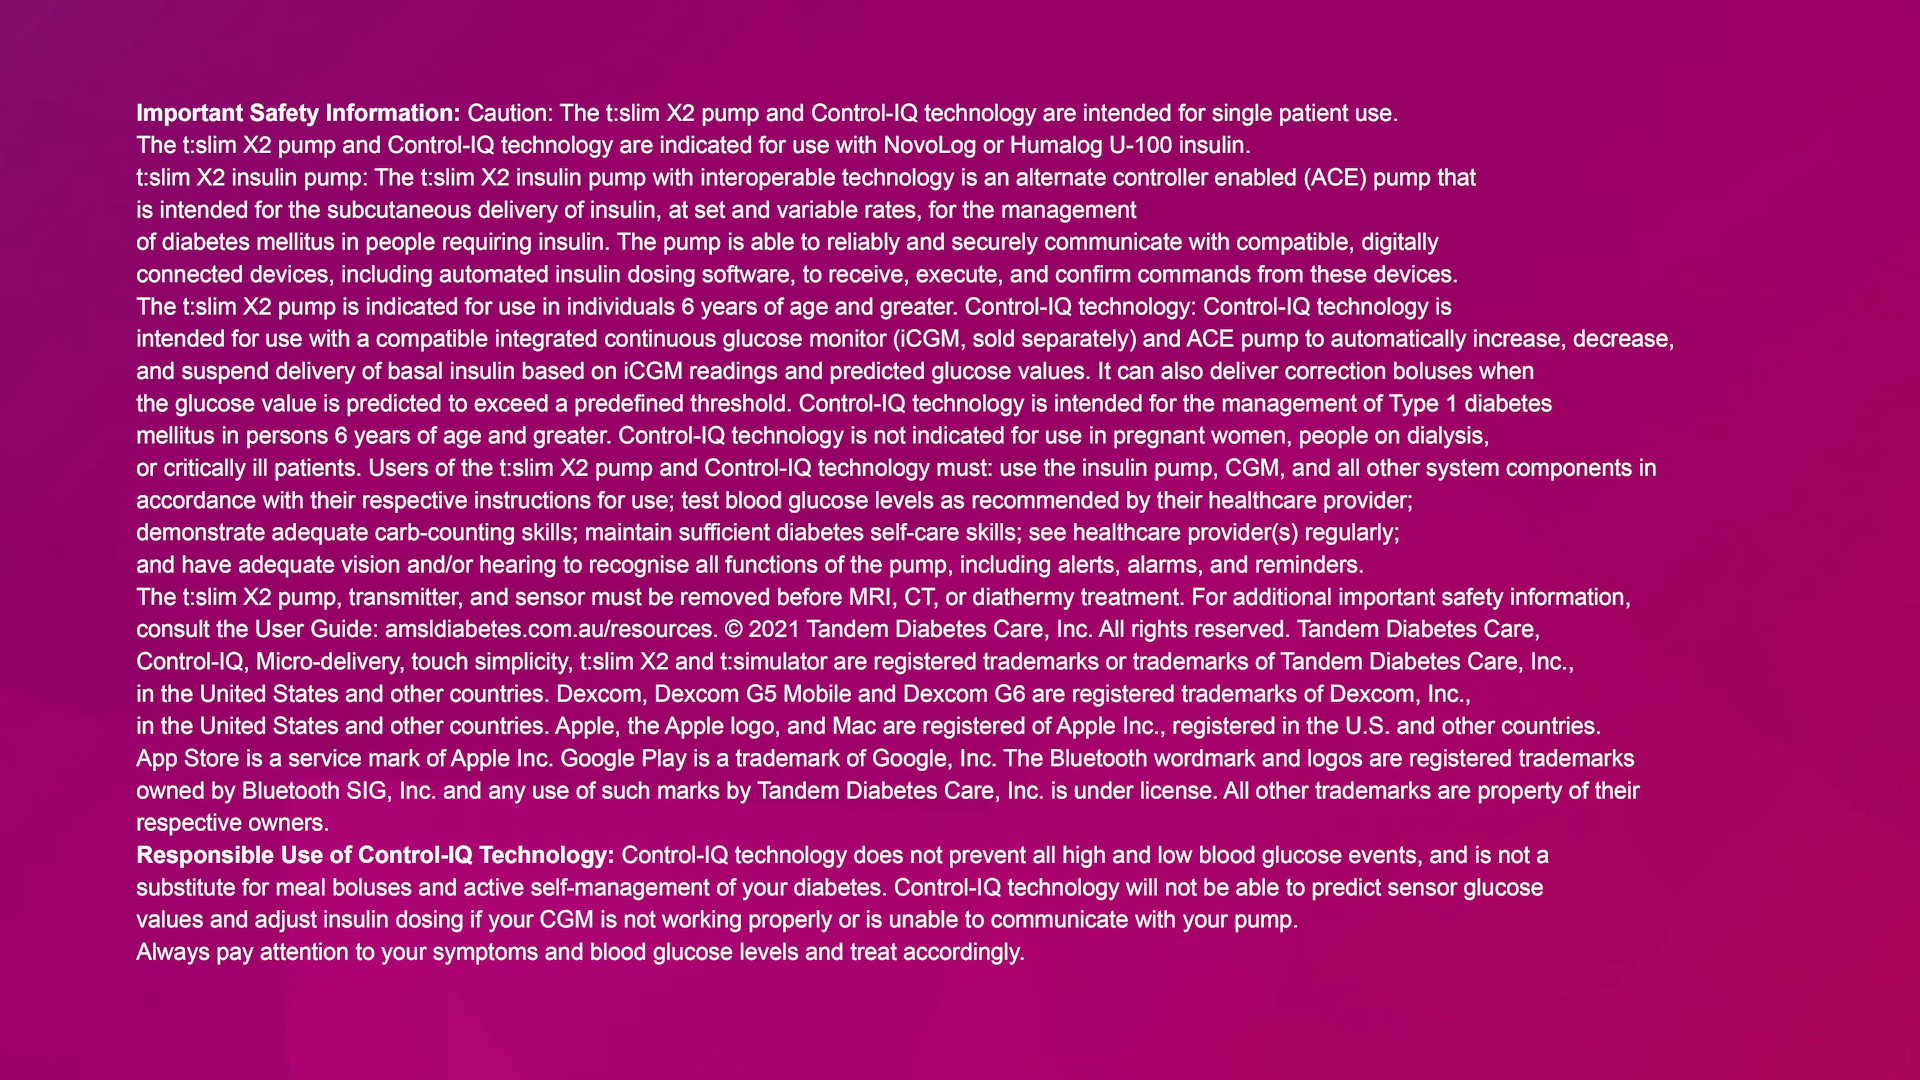 Important Safety Information: Caution: The t:slim X2 pump and Control-IQ technology are intended for single patient use.
The t:slim X2 pump and Control-IQ technology are indicated for use with NovoLog or Humalog U-100 insulin.
t:slim X2 insulin pump: The t:slim X2 insulin pump with interoperable technology is an alternate controller enabled (ACE) pump that
is intended for the subcutaneous delivery of insulin, at set and variable rates, for the management
of diabetes mellitus in people requiring insulin. The pump is able to reliably and securely communicate with compatible, digitally
connected devices, including automated insulin dosing software, to receive, execute, and confirm commands from these devices.
The t:slim X2 pump is indicated for use in individuals 6 years of age and greater. Control-IQ technology: Control-IQ technology is
intended for use with a compatible integrated continuous glucose monitor (iCGM, sold separately) and ACE pump to automatically increase, decrease,
and suspend delivery of basal insulin based on iCGM readings and predicted glucose values. It can also deliver correction boluses when
the glucose value is predicted to exceed a predefined threshold. Control-IQ technology is intended for the management of Type 1 diabetes
mellitus in persons 6 years of age and greater. Control-IQ technology is not indicated for use in pregnant women, people on dialysis,
or critically ill patients. Users of the t:slim X2 pump and Control-IQ technology must: use the insulin pump, CGM, and all other system components in
accordance with their respective instructions for use; test blood glucose levels as recommended by their healthcare provider;
demonstrate adequate carb-counting skills; maintain sufficient diabetes self-care skills; see healthcare provider(s) regularly;
and have adequate vision and/or hearing to recognise all functions of the pump, including alerts, alarms, and reminders.
The t:slim X2 pump, transmitter, and sensor must be removed before MRI, CT, or diathermy treatment. For additional important safety information,
consult the User Guide: amsldiabetes.com.au/resources. © 2021 Tandem Diabetes Care, Inc. All rights reserved. Tandem Diabetes Care,
Control-IQ, Micro-delivery, touch simplicity, t:slim X2 and t:simulator are registered trademarks or trademarks of Tandem Diabetes Care, Inc.,
in the United States and other countries. Dexcom, Dexcom G5 Mobile and Dexcom G6 are registered trademarks of Dexcom, Inc.,
in the United States and other countries. Apple, the Apple logo, and Mac are registered of Apple Inc., registered in the U.S. and other countries.
App Store is a service mark of Apple Inc. Google Play is a trademark of Google, Inc. The Bluetooth wordmark and logos are registered trademarks
owned by Bluetooth SIG, Inc. and any use of such marks by Tandem Diabetes Care, Inc. is under license. All other trademarks are property of their
respective owners.
Responsible Use of Control-IQ Technology: Control-IQ technology does not prevent all high and low blood glucose events, and is not a
substitute for meal boluses and active self-management of your diabetes. Control-IQ technology will not be able to predict sensor glucose
values and adjust insulin dosing if your CGM is not working properly or is unable to communicate with your pump.
Always pay attention to your symptoms and blood glucose levels and treat accordingly.